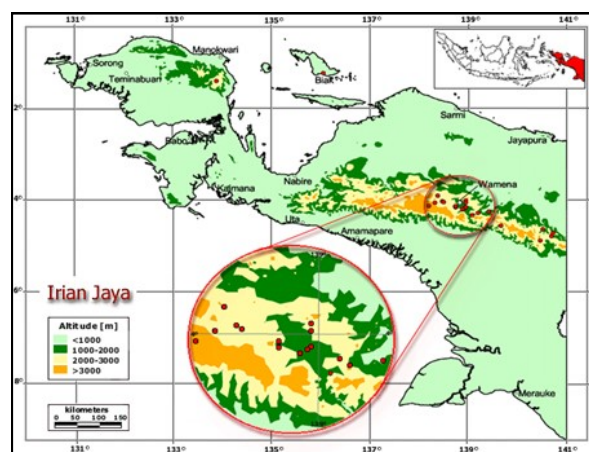 131° 133° 135° 137° 139° 141°
Manokwari
Sorong
Teminabuan
Biak
2°
Sarmi
Babo
Jayapura
Kaimana
Nabire
Wamena
4°
Uta
Amamapare
6°
Irian Jaya
Altitude [m]
<1000
1000-2000
2000-3000
>3000
8°
kilometers
0 50 100 150
Merauke
131° 133° 135° 137° 139° 141°